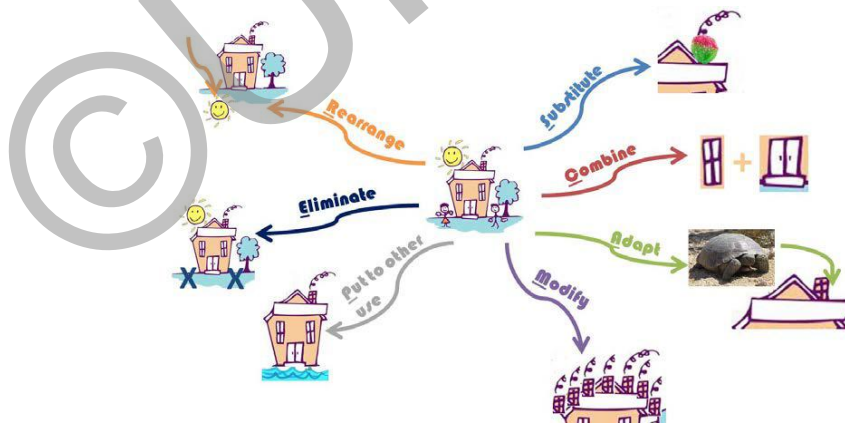 Substitute
Combine
Adapt
Modify
Put to other
use
Eliminate
Rearrange
X X